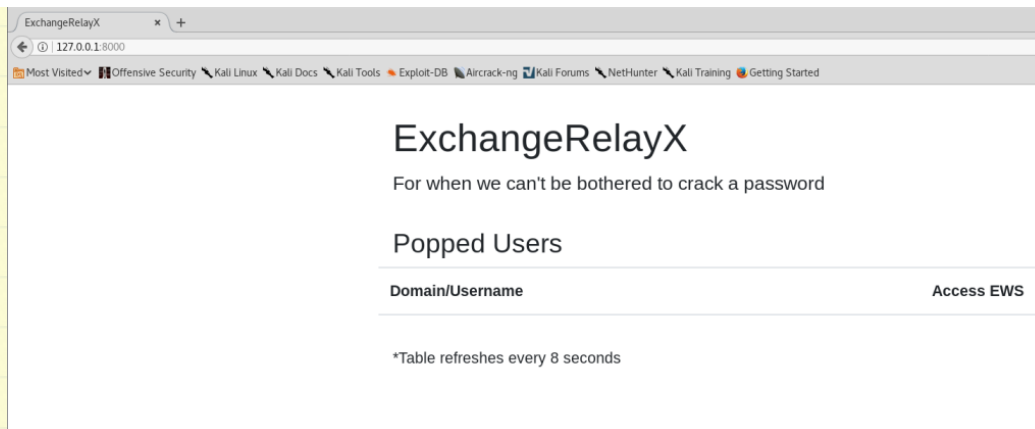 ExchangeRelayX
127.0.0.1:8000
Most Visited Offensive Security Kali Linux Kali Docs Kali Tools Exploit-DB Aircrack-ng Kali Forums NetHunter Kali Training Getting Started
ExchangeRelayX
For when we can't be bothered to crack a password
Popped Users
Domain/Username Access EWS
*Table refreshes every 8 seconds